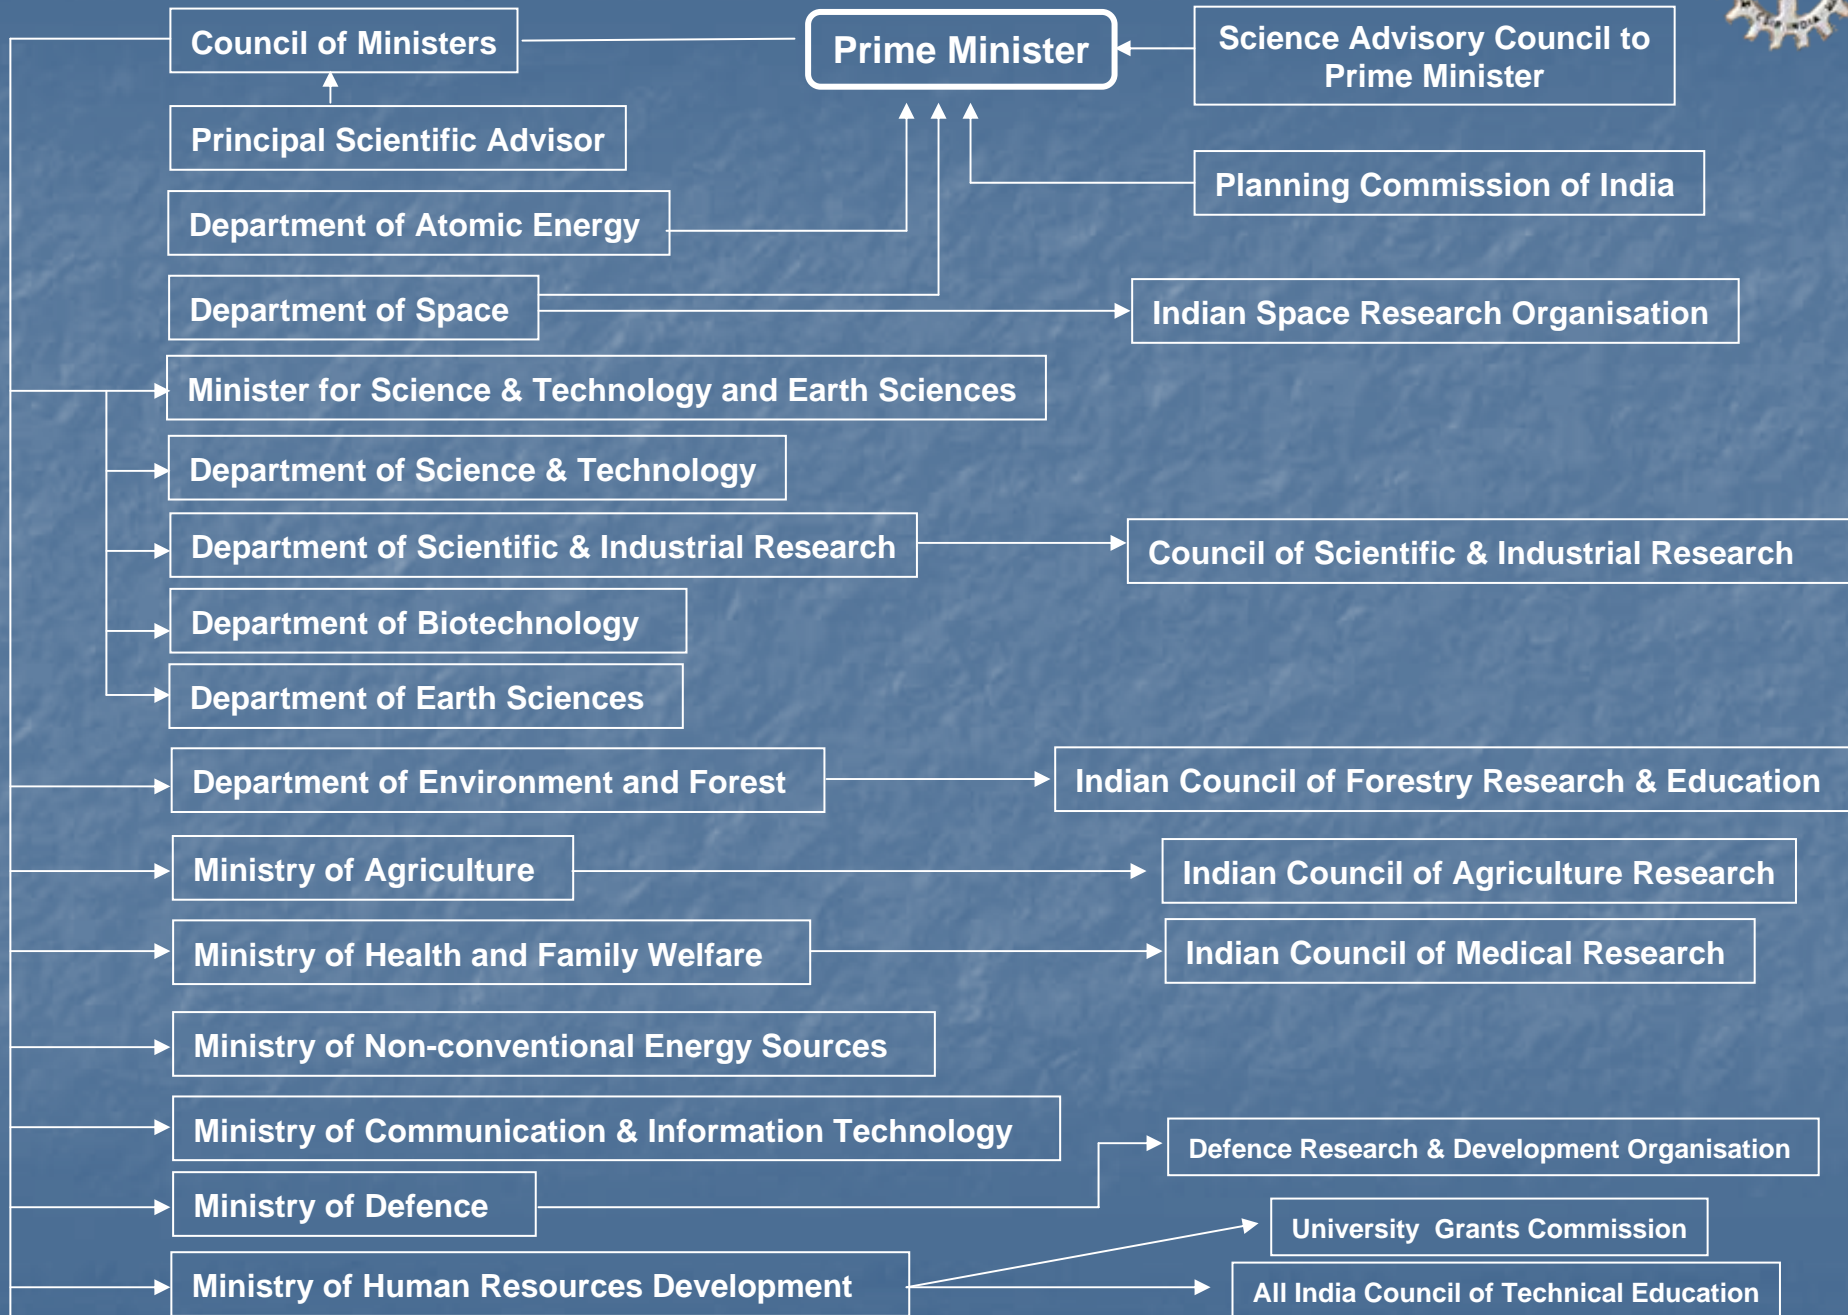 Council of Ministers
Prime Minister
Science Advisory Council to
Prime Minister
Principal Scientific Advisor
Planning Commission of India
Department of Atomic Energy
Department of Space
Indian Space Research Organisation
Minister for Science & Technology and Earth Sciences
Department of Science & Technology
Department of Scientific & Industrial Research
Council of Scientific & Industrial Research
Department of Biotechnology
Department of Earth Sciences
Department of Environment and Forest
Indian Council of Forestry Research & Education
Ministry of Agriculture
Indian Council of Agriculture Research
Ministry of Health and Family Welfare
Indian Council of Medical Research
Ministry of Non-conventional Energy Sources
Ministry of Communication & Information Technology
Defence Research & Development Organisation
Ministry of Defence
University Grants Commission
Ministry of Human Resources Development
All India Council of Technical Education